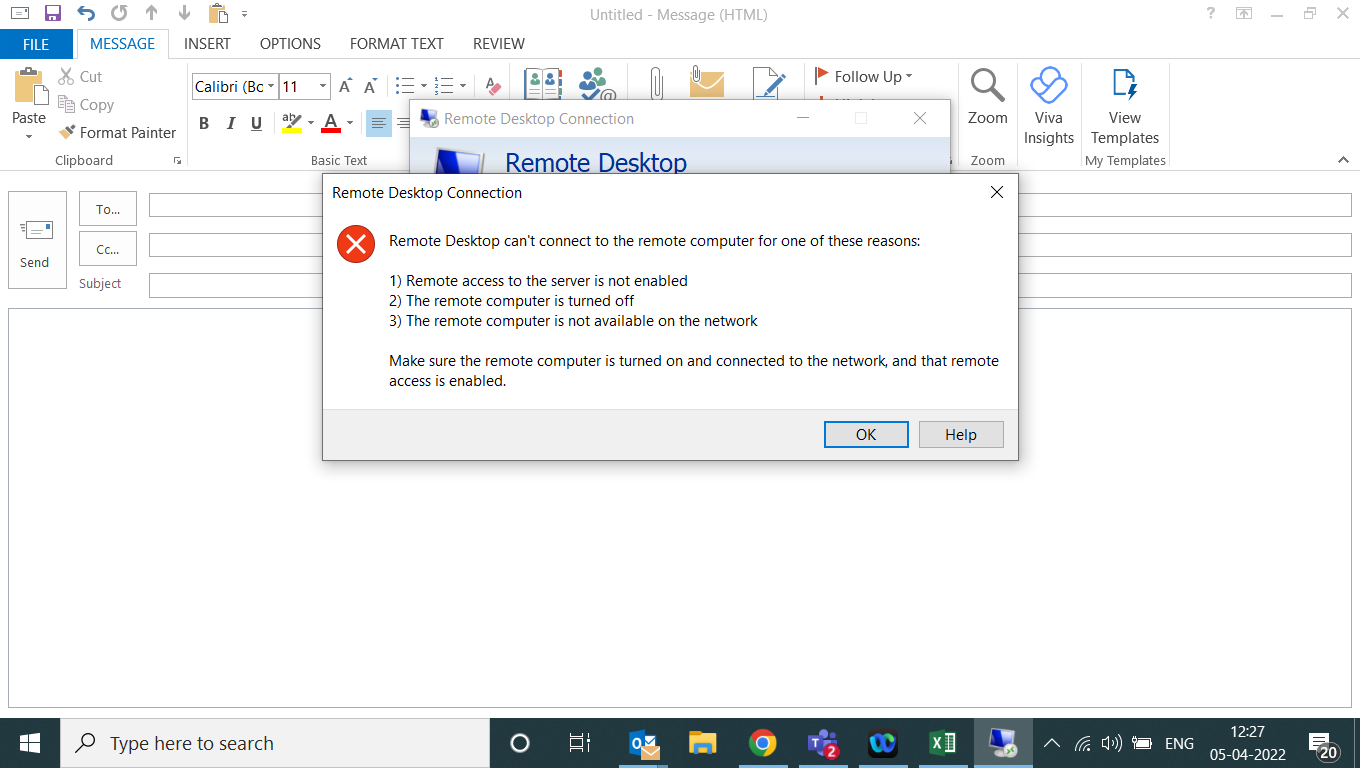 Untitled - Message (HTML)
?
FILE
MESSAGE
INSERT
OPTIONS
FORMAT TEXT
REVIEW
Paste
Cut
Copy
Format Painter
Clipboard
Calibri (Bc
11
A A
B I U ab A
Basic Text
@
Follow Up
Zoom
Zoom
Viva
Insights
View
Templates
My Templates
Remote Desktop Connection
Remote Desktop
Remote Desktop Connection
Remote Desktop can't connect to the remote computer for one of these reasons:
1) Remote access to the server is not enabled
2) The remote computer is turned off
3) The remote computer is not available on the network
Make sure the remote computer is turned on and connected to the network, and that remote
access is enabled.
OK
Help
Send
To...
Cc...
Subject
Type here to search
2
ENG
12:27
05-04-2022
20